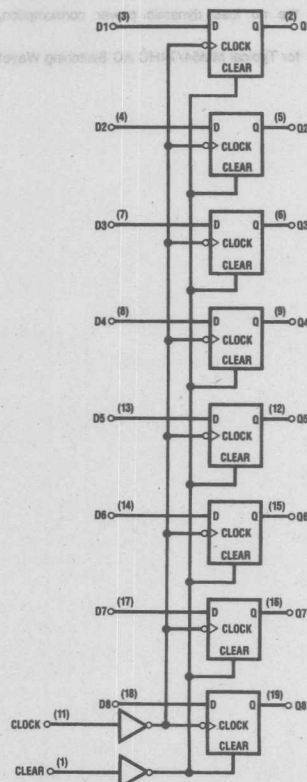 D1 (3) D Q (2) Q1
CLOCK
CLEAR
D2 (4) D Q (5) Q2
CLOCK
CLEAR
D3 (7) D Q (6) Q3
CLOCK
CLEAR
D4 (8) D Q (9) Q4
CLOCK
CLEAR
D5 (13) D Q (12) Q5
CLOCK
CLEAR
D6 (14) D Q (15) Q6
CLOCK
CLEAR
D7 (17) D Q (16) Q7
CLOCK
CLEAR
D8 (18) D Q (19) Q8
CLOCK (11) CLOCK
CLEAR
CLEAR (1)